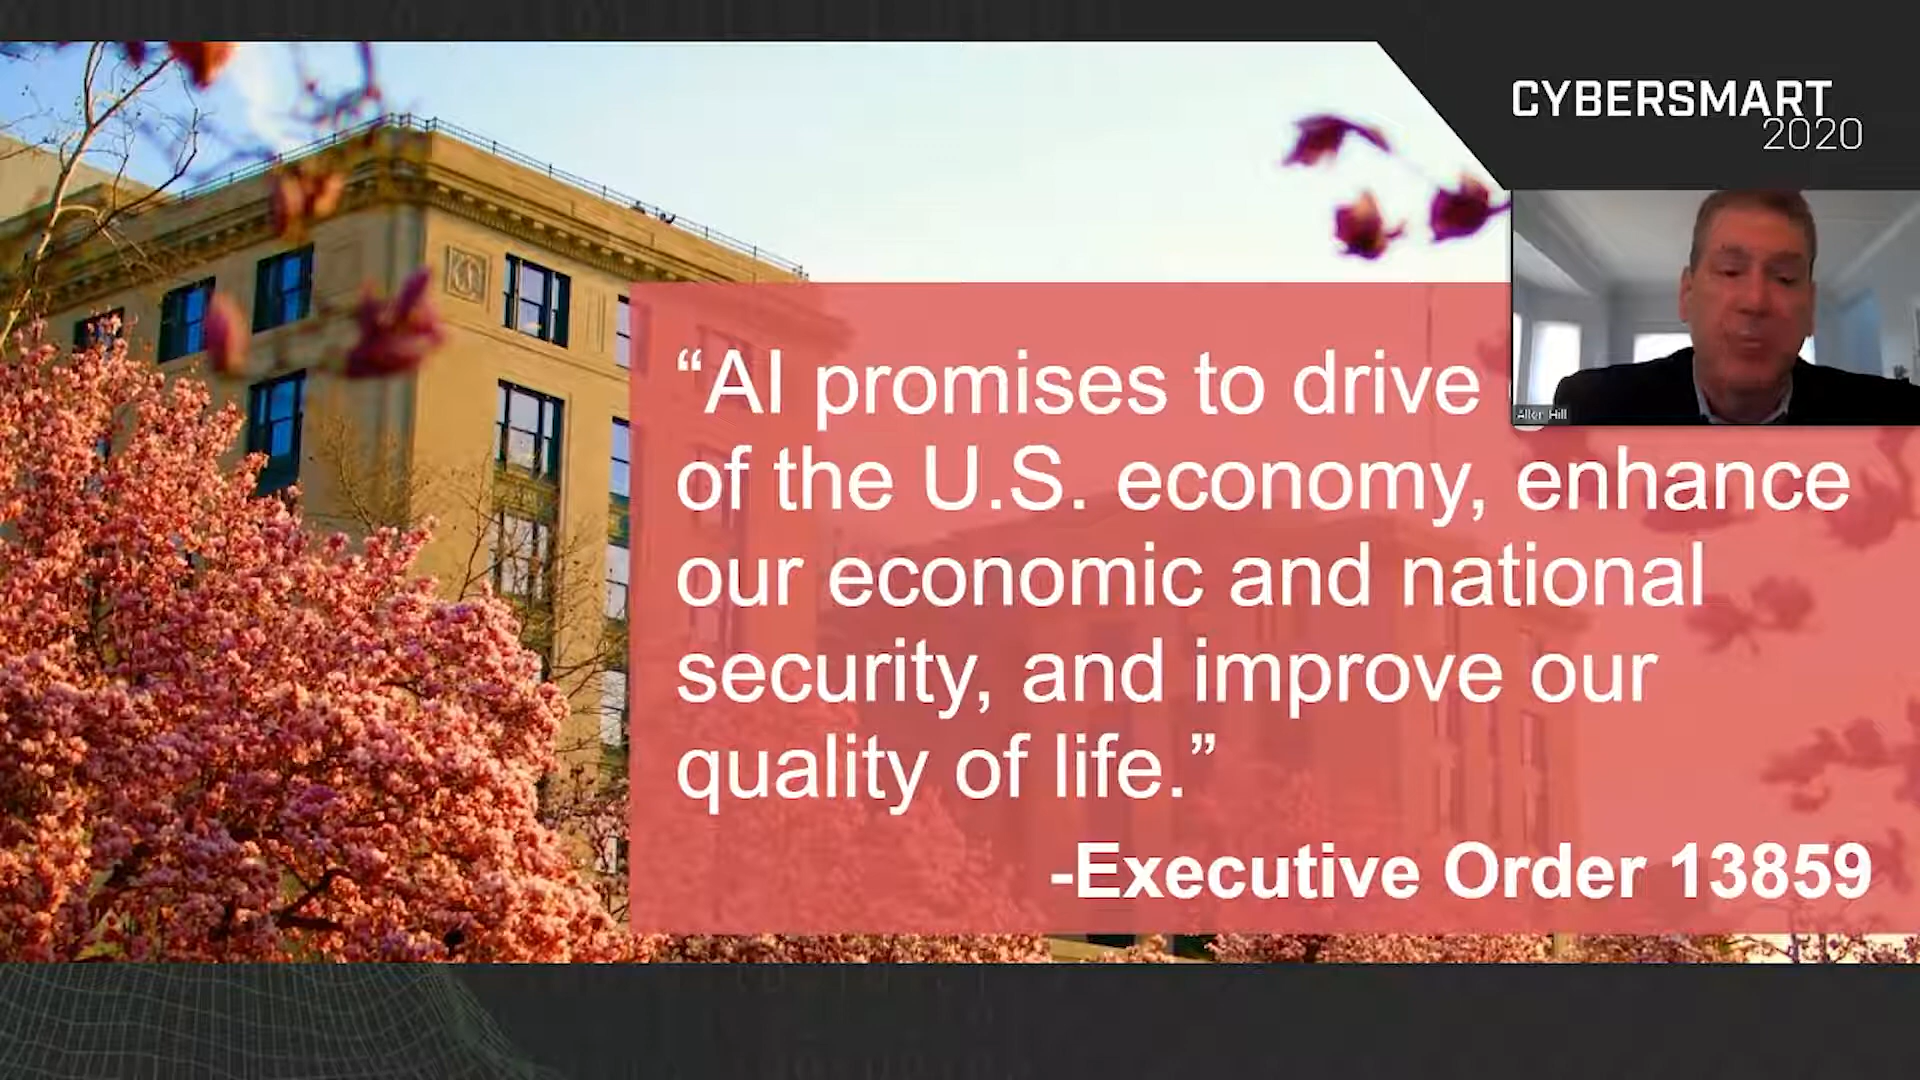 CYBERSMART
2020
Allen Hill
“AI promises to drive
of the U.S. economy, enhance
our economic and national
security, and improve our
quality of life.”
-Executive Order 13859